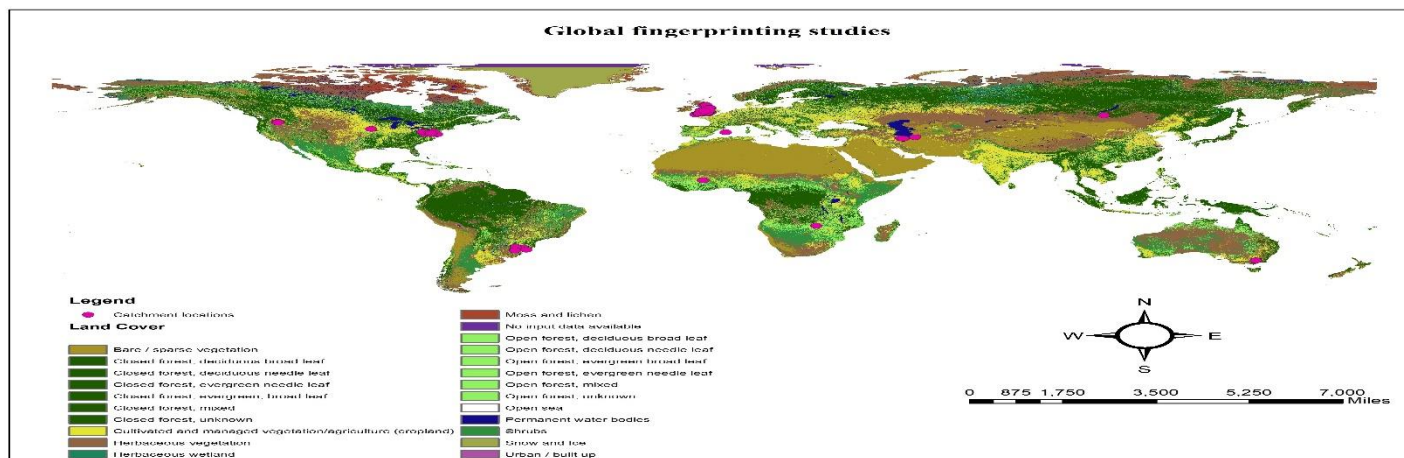 Global fingerprinting studies
Legend
Catchment locations
Land Cover
Bare / sparse vegetation
Closed forest, deciduous broad leaf
Closed forest, deciduous needle leaf
Closed forest, evergreen needle leaf
Closed forest, evergreen, broad leaf
Closed forest, mixed
Closed forest, unknown
Cultivated and managed vegetation/agriculture (cropland)
Herbaceous vegetation
Herbaceous wetland
Moss and lichen
No input data available
Open forest, deciduous broad leaf
Open forest, deciduous needle leaf
Open forest, evergreen broad leaf
Open forest, evergreen needle leaf
Open forest, mixed
Open forest, unknown
Open sea
Permanent water bodies
Shrubs
Snow and Ice
Urban / built up
N
W E
S
0 875 1,750 3,500 5,250 7,000
Miles